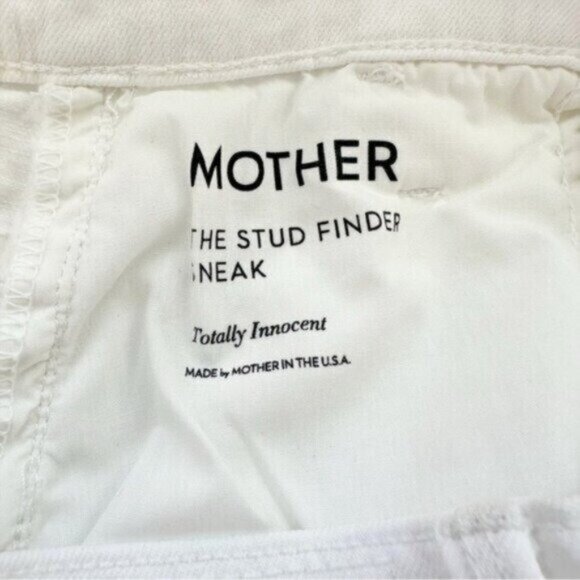 MOTHER
THE STUD FINDER
SNEAK
Totally Innocent
MADE by MOTHER IN THE U.S.A.